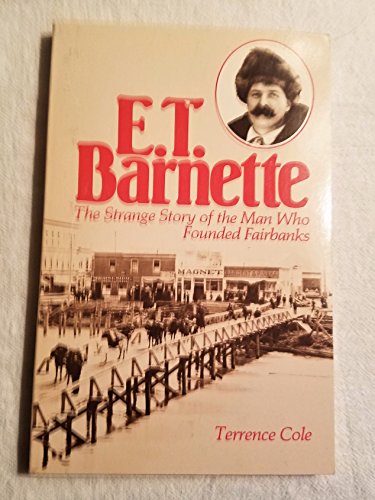 E.T.
Barnette
The Strange Story of the Man Who
Founded Fairbanks
MAGNET
Terrence Cole